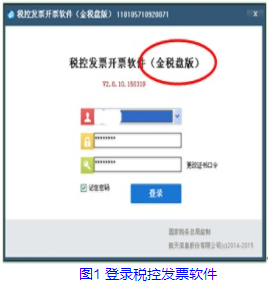 税控发票开票软件（金税盘版） 110105710920071
税控发票开票软件（金税盘版）
V2.0.10.150319
********
********
更改证书口令
记住密码
登录
国家税务总局监制
航天信息股份有限公司(c)2014-2015
图1 登录税控发票软件